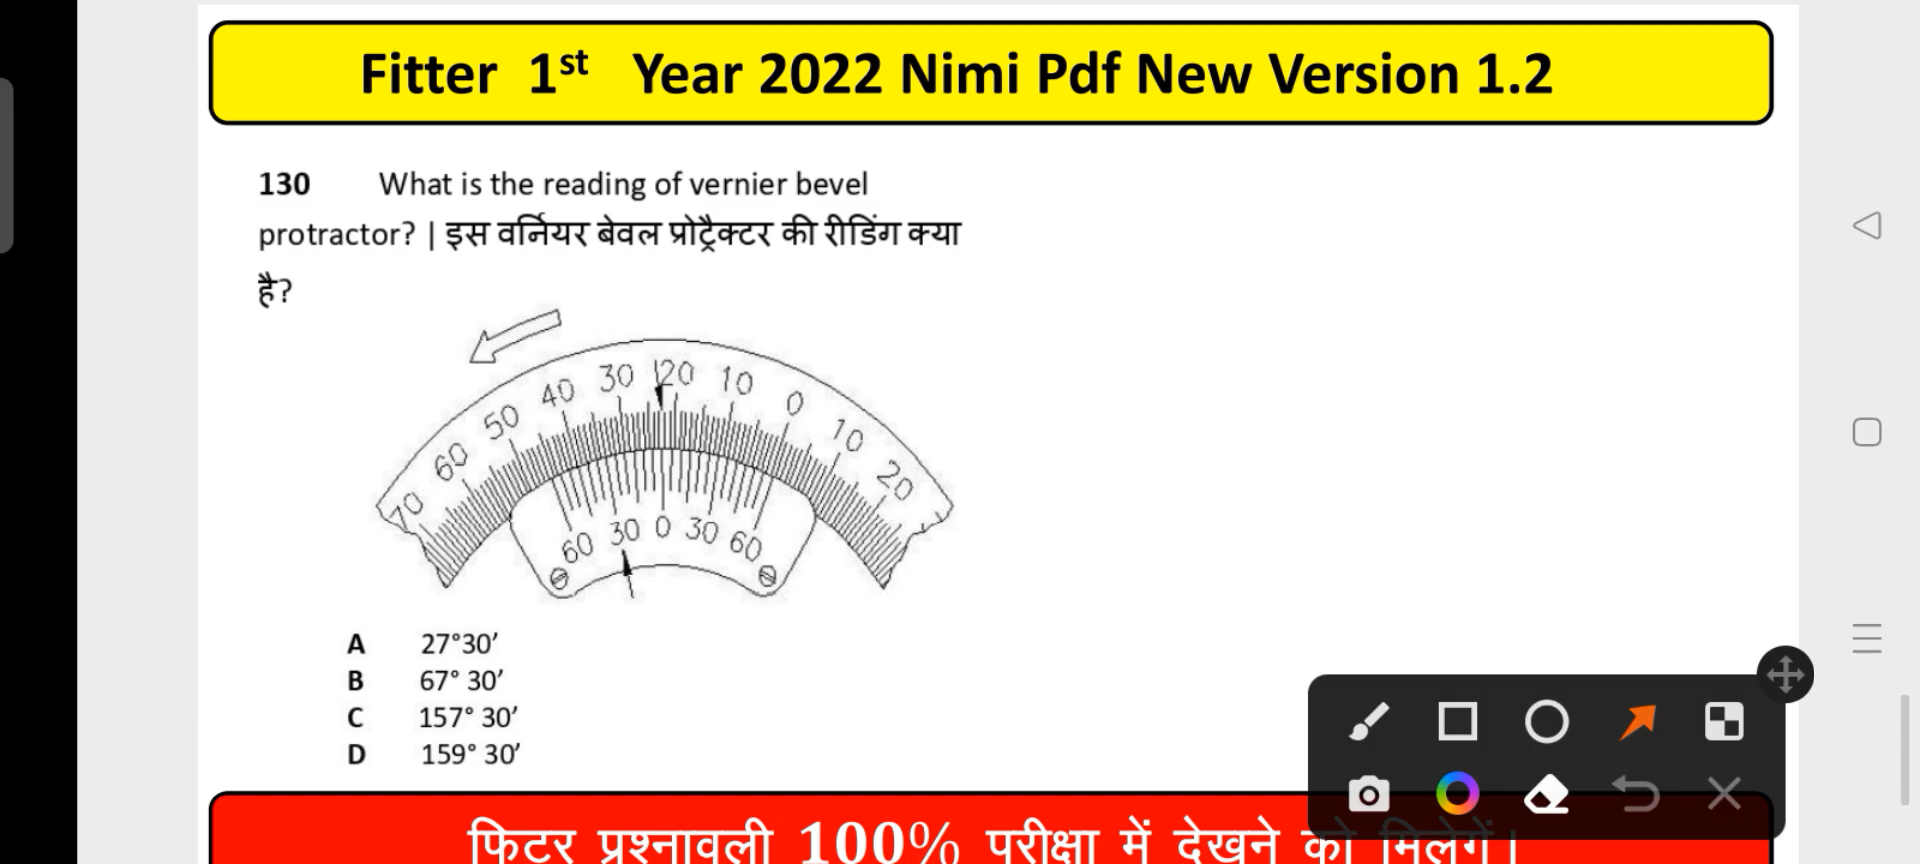 Fitter 1st Year 2022 Nimi Pdf New Version 1.2
130 What is the reading of vernier bevel
protractor? | इस वर्नियर बेवल प्रोट्रैक्टर की रीडिंग क्या
है?
70 60 50 40 30 20 10 0 10 20
60 30 0 30 60
A 27°30′
B 67° 30′
C 157° 30′
D 159° 30′
फिटर प्रश्नावली 100% परीक्षा में देखने को मिलेगें।